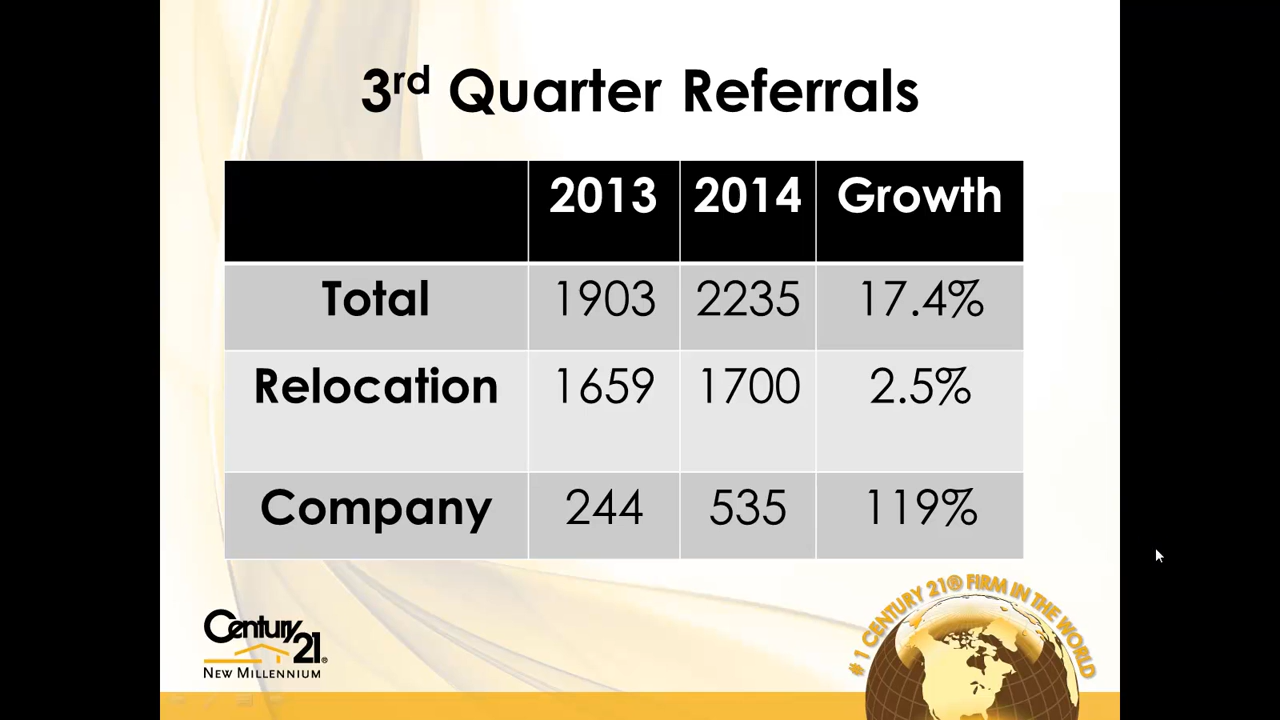 3rd Quarter Referrals
2013 2014 Growth
Total 1903 2235 17.4%
Relocation 1659 1700 2.5%
Company 244 535 119%
# 1 CENTURY 21® FIRM IN THE WORLD
Century
21®
NEW MILLENNIUM